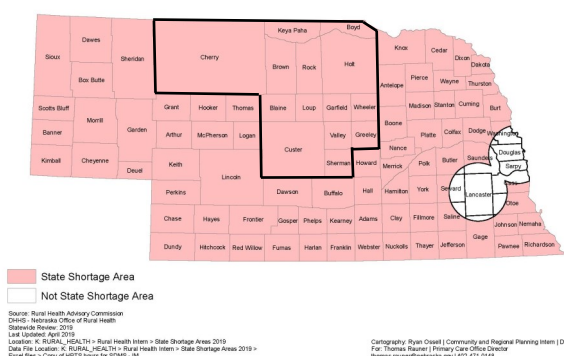 Keya Paha Boyd
Dawes Cherry Knox Cedar
Sioux Sheridan Dixon
Dakota
Box Butte Brown Rock Holt Pierce Wayne Thurston
Antelope
Scotts Bluff Grant Hooker Thomas Blaine Loup Garfield Wheeler Madison Stanton Cuming Burt
Morrill Boone
Banner Garden Arthur McPherson Logan Valley Greeley Platte Colfax Dodge Washington
Custer Nance Douglas
Kimball Cheyenne Keith Sherman Howard Merrick Polk Butler Saunders Sarpy
Deuel Lincoln Cass
Perkins Dawson Buffalo Hall Hamilton York Seward Lancaster
Otoe
Chase Hayes Frontier Gosper Phelps Kearney Adams Clay Fillmore Saline
Johnson Nemaha
Gage
Dundy Hitchcock Red Willow Furnas Harlan Franklin Webster Nuckolls Thayer Jefferson Pawnee Richardson
State Shortage Area
Not State Shortage Area
Source: Rural Health Advisory Commission
DHHS - Nebraska Office of Rural Health
Statewide Review: 2019
Last Updated: April 2019
Location: K: RURAL_HEALTH > Rural Health Intern > State Shortage Areas 2019
Data File Location: K: RURAL_HEALTH > Rural Health Intern > State Shortage Areas 2019 >
Cartography: Ryan Ossell | Community and Regional Planning Intern | D
For: Thomas Rauner | Primary Care Office Director